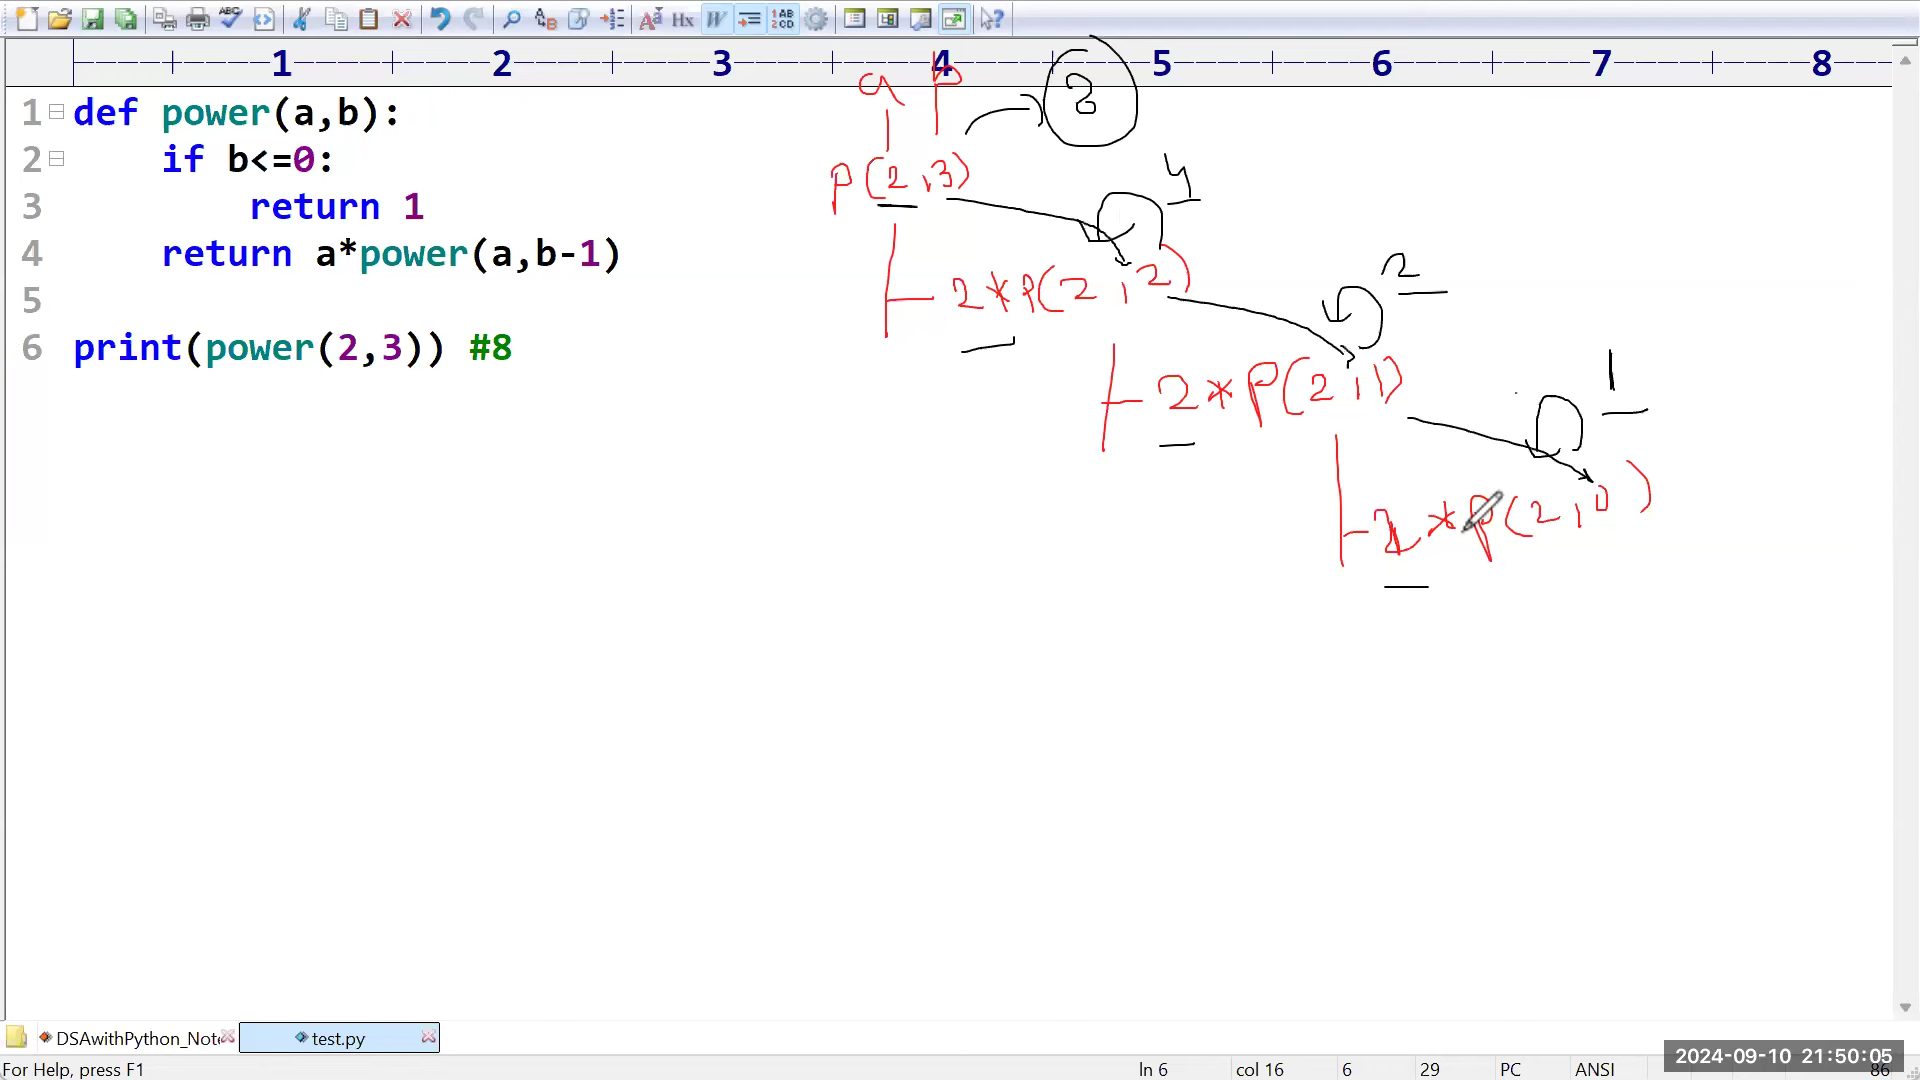 1 2 3 4 5 6 7 8
1 def power(a,b):
2 if b<=0:
3 return 1
4 return a*power(a,b-1)
5
6 print(power(2,3)) #8
a b
8
P(2,3)
4
2*P(2,2)
2
2*P(2,1)
1
2*P(2,0)
DSAwithPython_Note test.py
For Help, press F1 ln 6 col 16 6 29 PC ANSI 86
2024-09-10 21:50:05